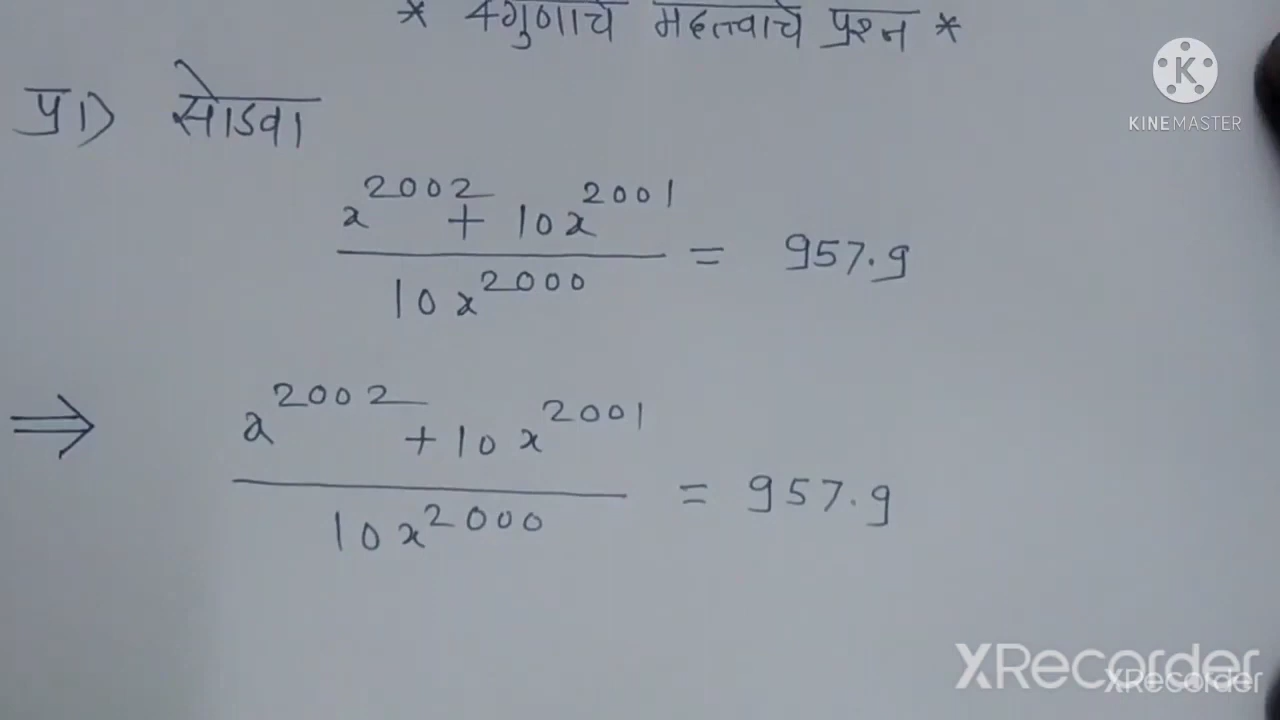 * 4गुणाचे महत्वाचे प्रश्न *
KINEMASTER
प्र1) सोडवा
x^2002 + 10x^2001
10x^2000
= 957.9
⇒ x^2002 + 10x^2001
10x^2000
= 957.9
XRecorder
XRecorder